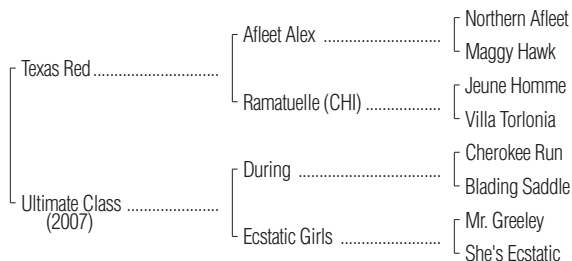 Northern Afleet
Afleet Alex ........................
Maggy Hawk
Texas Red..........................
Jeune Homme
Ramatuelle (CHI) ...............
Villa Torlonia
Cherokee Run
During .............................
Blading Saddle
Ultimate Class ...................
(2007)
Mr. Greeley
Ecstatic Girls ....................
She's Ecstatic